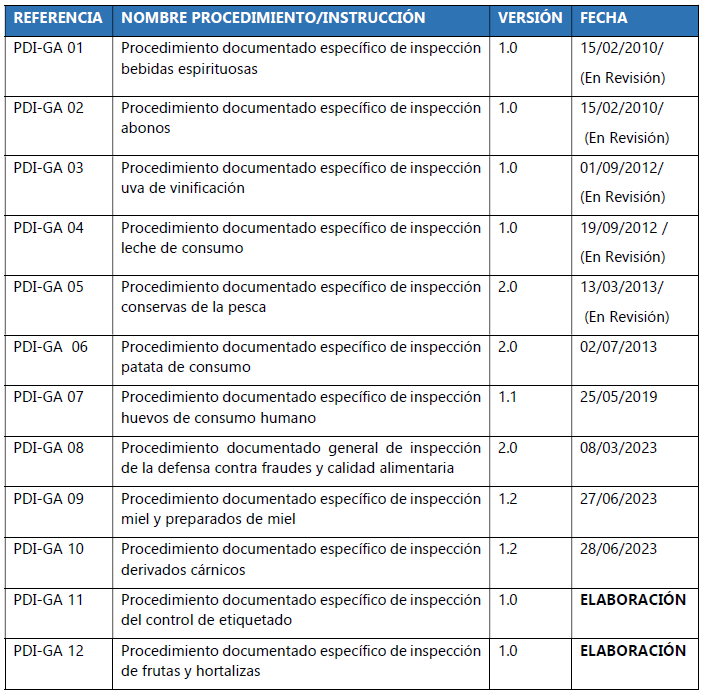 REFERENCIA NOMBRE PROCEDIMIENTO/INSTRUCCIÓN VERSIÓN FECHA
PDI-GA 01 Procedimiento documentado específico de inspección 1.0 15/02/2010/
bebidas espirituosas (En Revisión)
PDI-GA 02 Procedimiento documentado específico de inspección 1.0 15/02/2010/
abonos (En Revisión)
PDI-GA 03 Procedimiento documentado específico de inspección 1.0 01/09/2012/
uva de vinificación (En Revisión)
PDI-GA 04 Procedimiento documentado específico de inspección 1.0 19/09/2012 /
leche de consumo (En Revisión)
PDI-GA 05 Procedimiento documentado específico de inspección 2.0 13/03/2013/
conservas de la pesca (En Revisión)
PDI-GA 06 Procedimiento documentado específico de inspección 2.0 02/07/2013
patata de consumo
PDI-GA 07 Procedimiento documentado específico de inspección 1.1 25/05/2019
huevos de consumo humano
PDI-GA 08 Procedimiento documentado general de inspección 2.0 08/03/2023
de la defensa contra fraudes y calidad alimentaria
PDI-GA 09 Procedimiento documentado específico de inspección 1.2 27/06/2023
miel y preparados de miel
PDI-GA 10 Procedimiento documentado específico de inspección 1.2 28/06/2023
derivados cárnicos
PDI-GA 11 Procedimiento documentado específico de inspección 1.0 ELABORACIÓN
del control de etiquetado
PDI-GA 12 Procedimiento documentado específico de inspección 1.0 ELABORACIÓN
de frutas y hortalizas